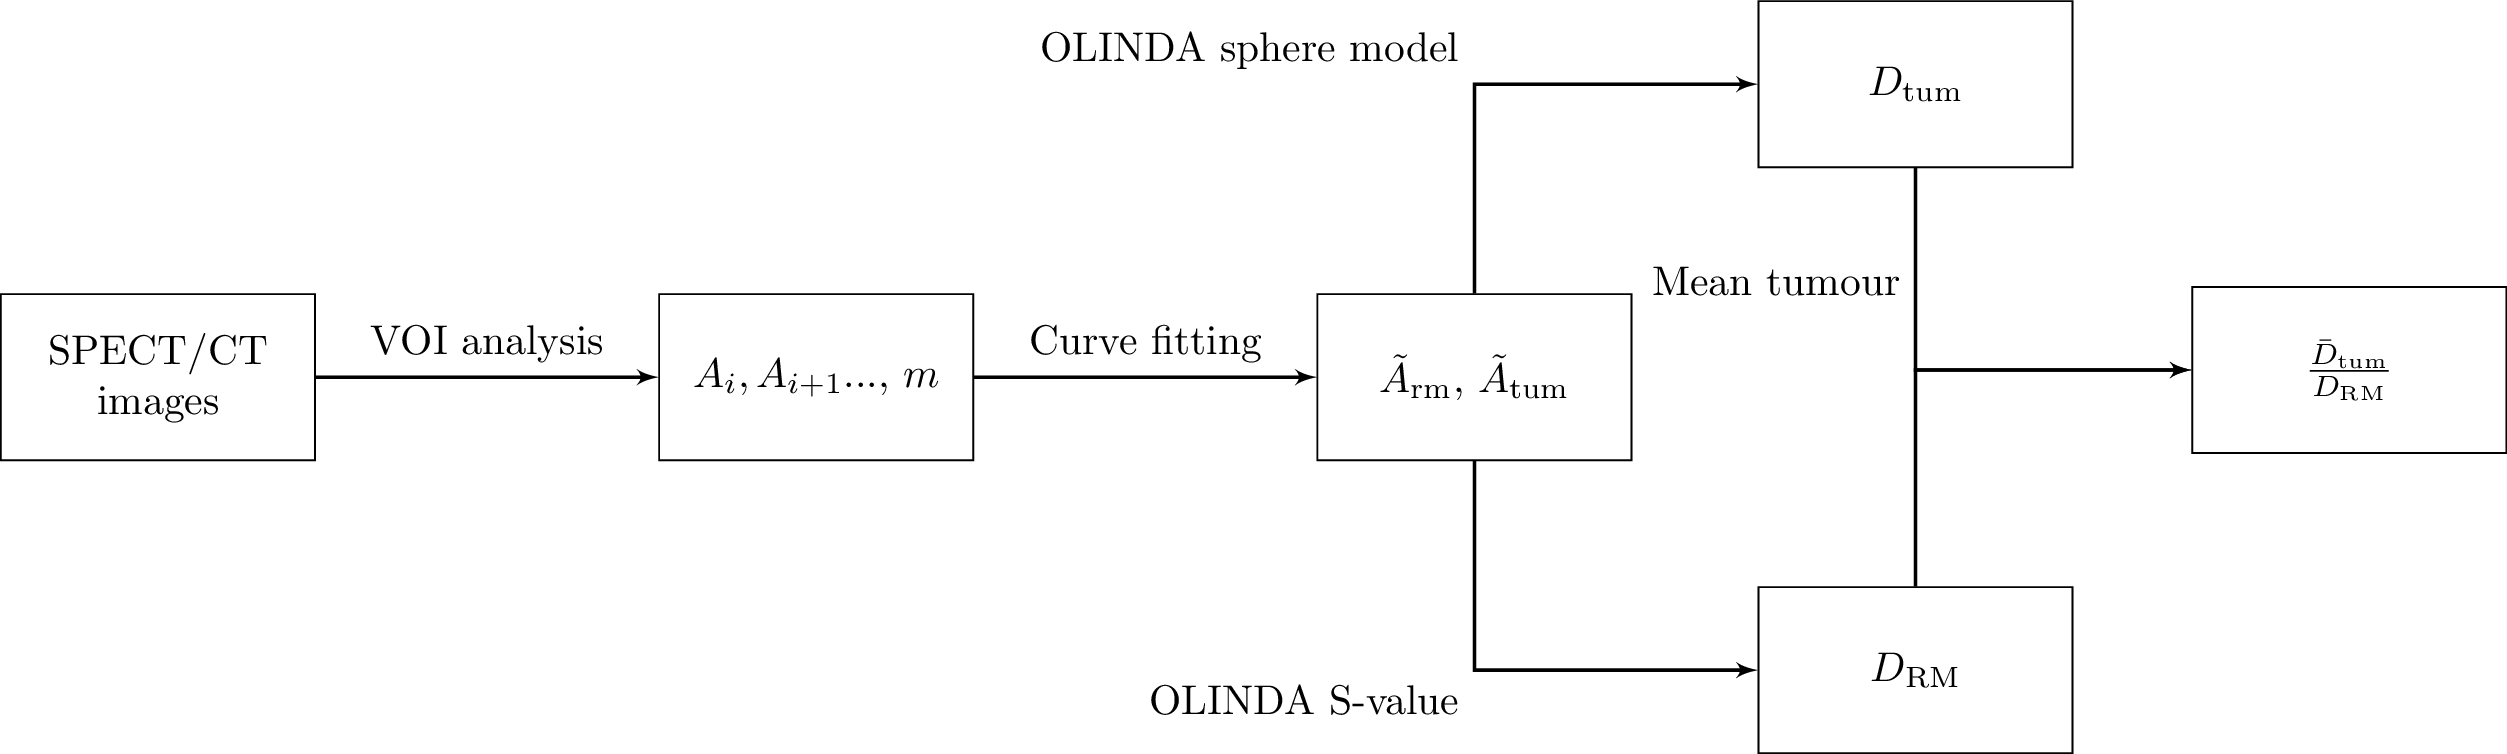 OLINDA sphere model
D_tum
Mean tumour
SPECT/CT
images
VOI analysis
A_i, A_{i+1}..., m
Curve fitting
Ã_rm, Ã_tum
D̄_tum
D_RM
OLINDA S-value
D_RM